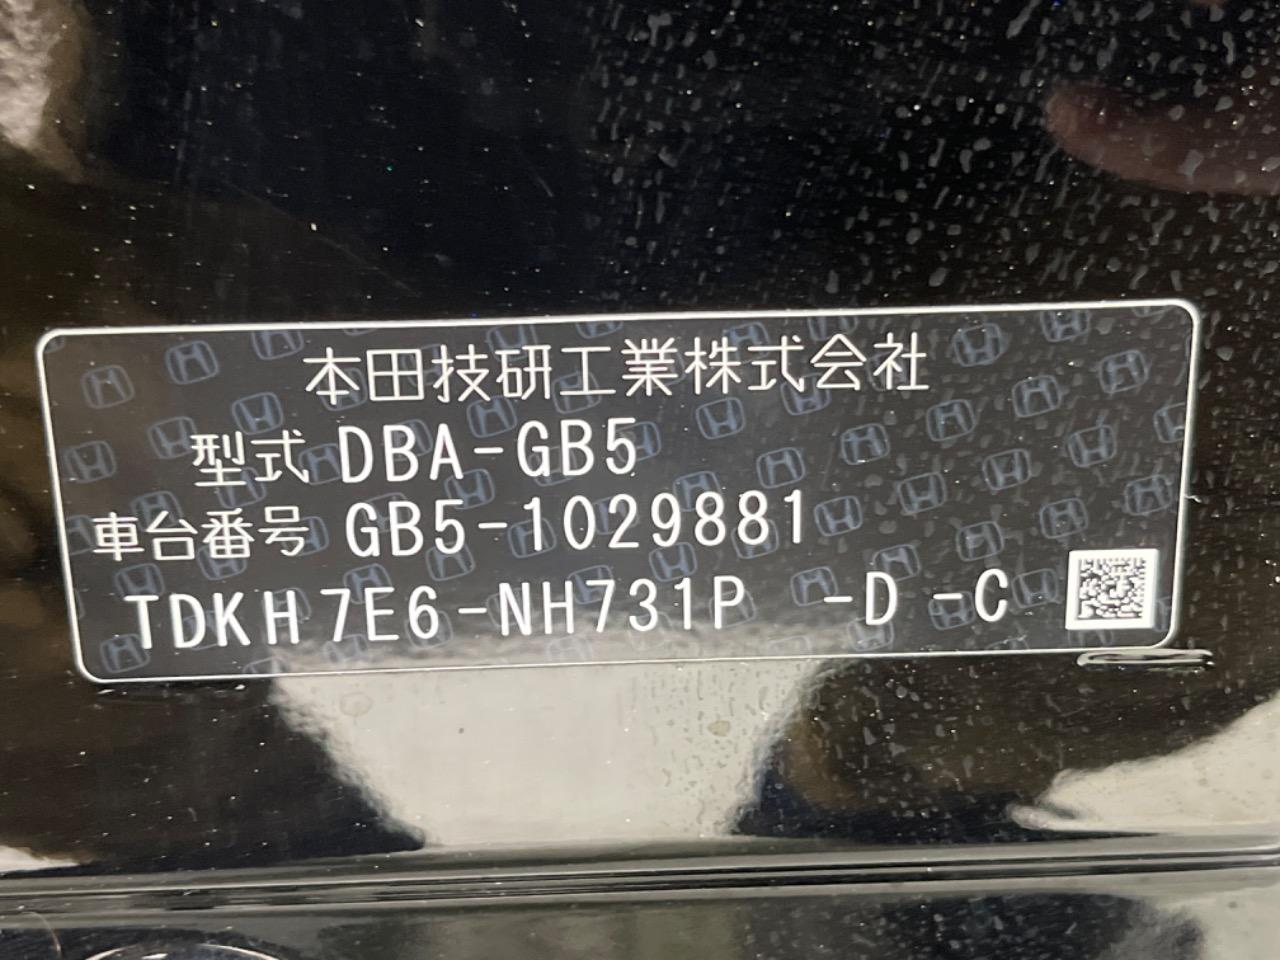 本田技研工業株式会社
型式 DBA-GB5
車台番号 GB5-1029881
TDKH7E6-NH731P -D -C